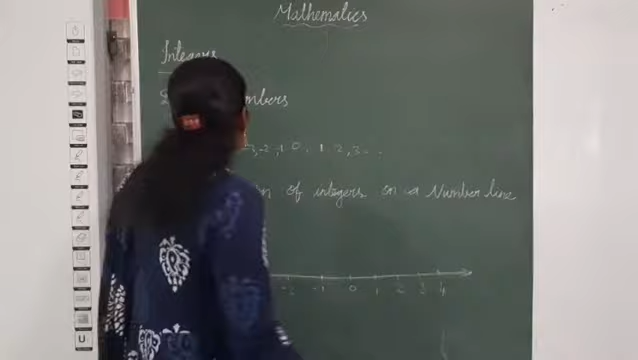 Mathematics
Integers
mbers
-3, -2, -1 0, 1 2, 3 - - .
n of integers on a Number line
-2 -1 0 1 2 3 4
U